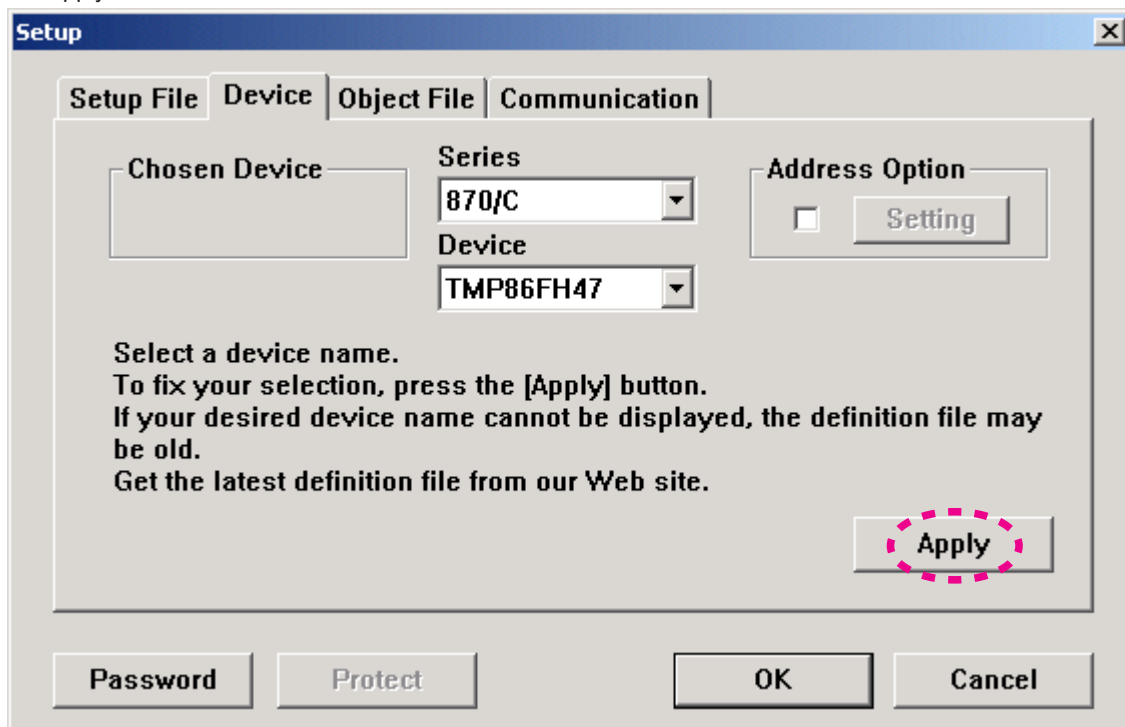 Setup
Setup File Device Object File Communication
Chosen Device
Series
870/C
Device
TMP86FH47
Address Option
Setting
Select a device name.
To fix your selection, press the [Apply] button.
If your desired device name cannot be displayed, the definition file may
be old.
Get the latest definition file from our Web site.
Apply
Password Protect OK Cancel